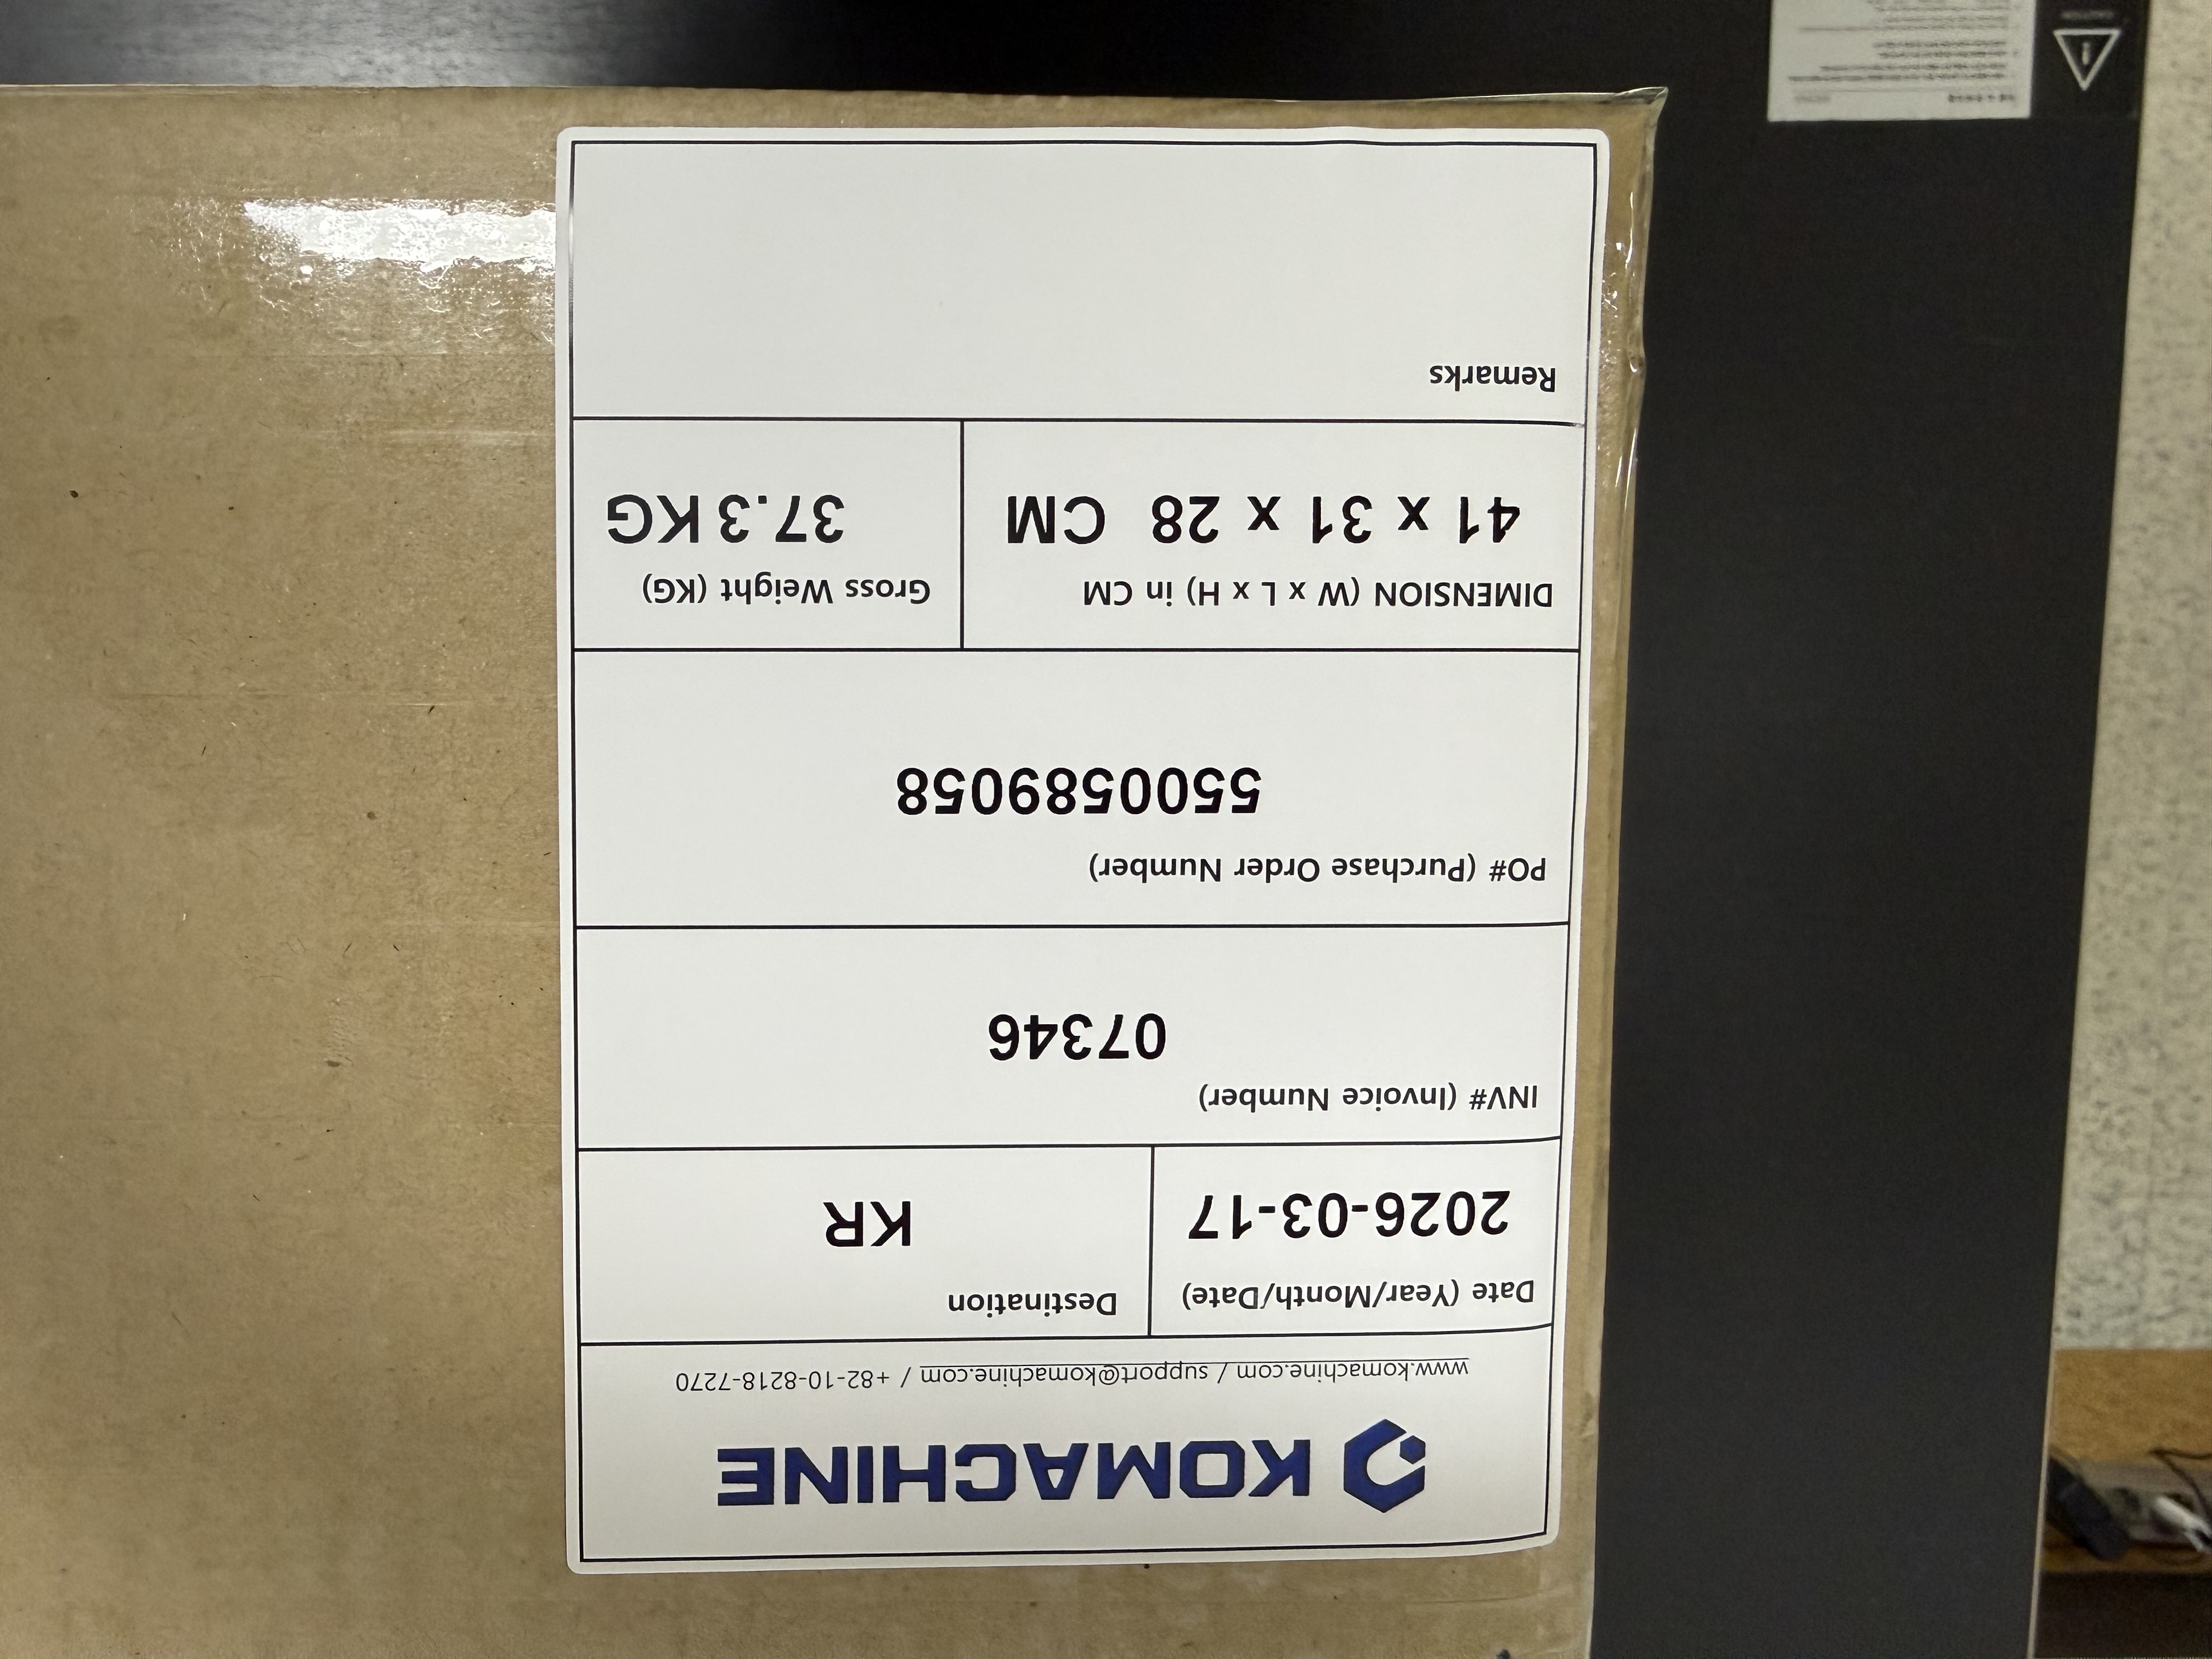 KOMACHINE
www.komachine.com / support@komachine.com / +82-10-8218-7270
Date (Year/Month/Date)
2026-03-17
Destination
KR
INV# (Invoice Number)
07346
PO# (Purchase Order Number)
5500589058
DIMENSION (W x L x H) in CM
41 x 31 x 28 CM
Gross Weight (KG)
37.3 KG
Remarks